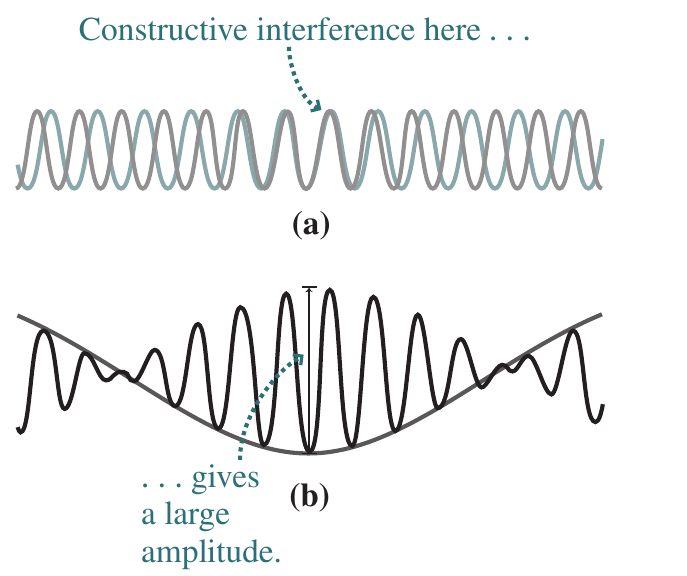 Constructive interference here . . .
(a)
. . . gives
a large
amplitude.
(b)